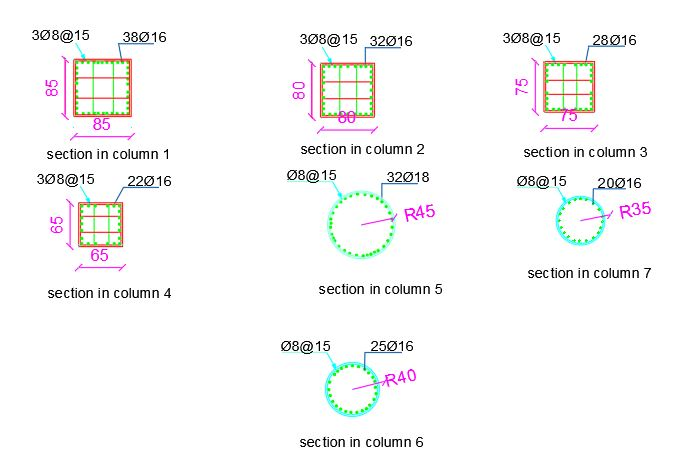 3Ø8@15
38Ø16
85
85
section in column 1
3Ø8@15
32Ø16
80
80
section in column 2
3Ø8@15
28Ø16
75
75
section in column 3
3Ø8@15
22Ø16
65
65
section in column 4
Ø8@15
32Ø18
R45
section in column 5
Ø8@15
20Ø16
R35
section in column 7
Ø8@15
25Ø16
R40
section in column 6